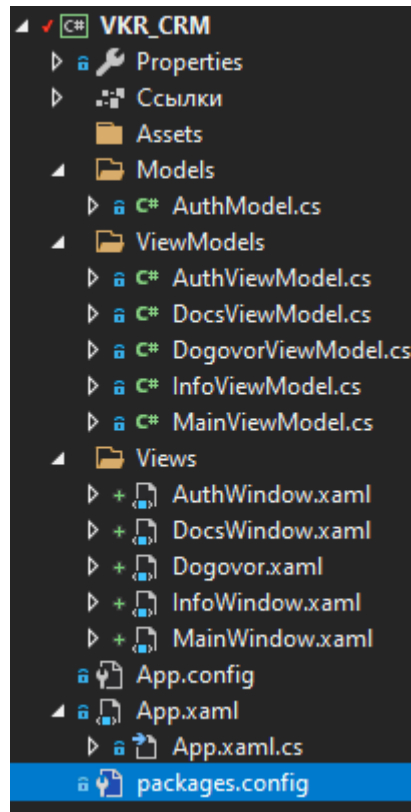 C# VKR_CRM
Properties
Ссылки
Assets
Models
C# AuthModel.cs
ViewModels
C# AuthViewModel.cs
C# DocsViewModel.cs
C# DogovorViewModel.cs
C# InfoViewModel.cs
C# MainViewModel.cs
Views
AuthWindow.xaml
DocsWindow.xaml
Dogovor.xaml
InfoWindow.xaml
MainWindow.xaml
App.config
App.xaml
App.xaml.cs
packages.config